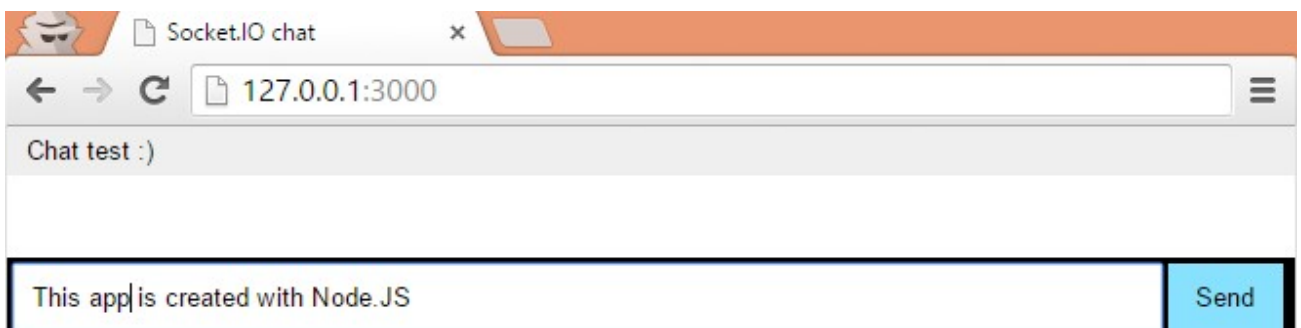 Socket.IO chat
127.0.0.1:3000
Chat test :)
This app is created with Node.JS
Send